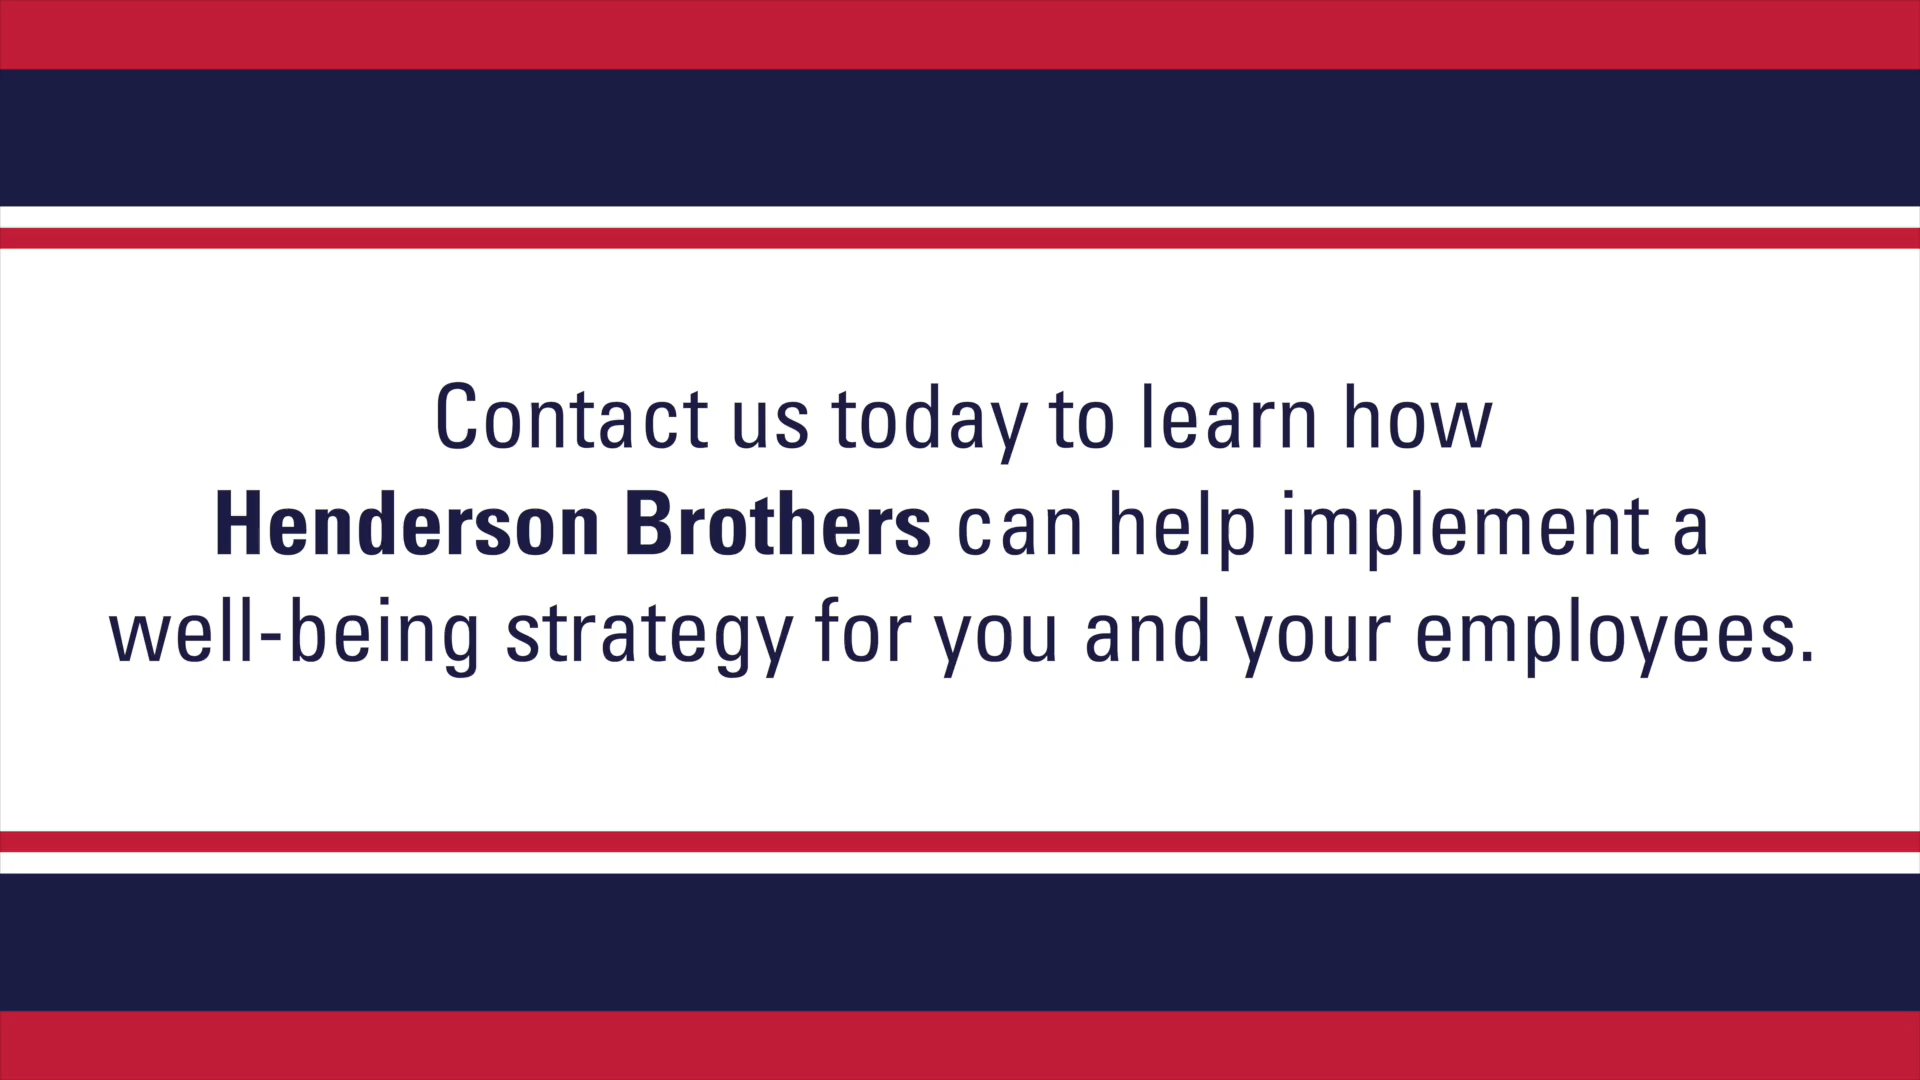 Contact us today to learn how
Henderson Brothers can help implement a
well-being strategy for you and your employees.